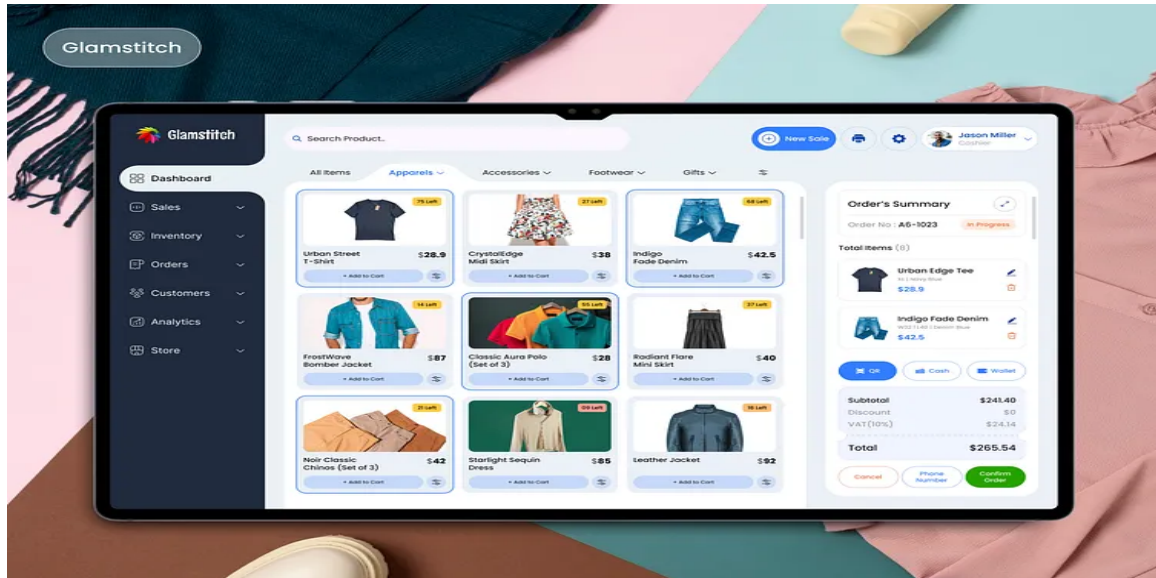 Glamstitch
Glamstitch
Search Product..
New Sale
Jason Miller
Cashier
Dashboard
Sales
Inventory
Orders
Customers
Analytics
Store
All Items
Apparels
Accessories
Footwear
Gifts
75 Left
Urban Street
T-Shirt
$28.9
+ Add to Cart
27 Left
CrystalEdge
Midi Skirt
$38
+ Add to Cart
68 Left
Indigo
Fade Denim
$42.5
+ Add to Cart
14 Left
FrostWave
Bomber Jacket
$87
+ Add to Cart
55 Left
Classic Aura Polo
(Set of 3)
$28
+ Add to Cart
37 Left
Radiant Flare
Mini Skirt
$40
+ Add to Cart
21 Left
Noir Classic
Chinos (Set of 3)
$42
+ Add to Cart
09 Left
Starlight Sequin
Dress
$85
+ Add to Cart
16 Left
Leather Jacket
$92
+ Add to Cart
Order's Summary
Order No : A6-1023
In Progress
Total Items
Urban Edge Tee
Navy Blue
$28.9
Indigo Fade Denim
Denim Blue
$42.5
QR
Cash
Wallet
Subtotal
$241.40
Discount
$0
VAT(10%)
$24.14
Total
$265.54
Cancel
Phone
Number
Confirm
Order